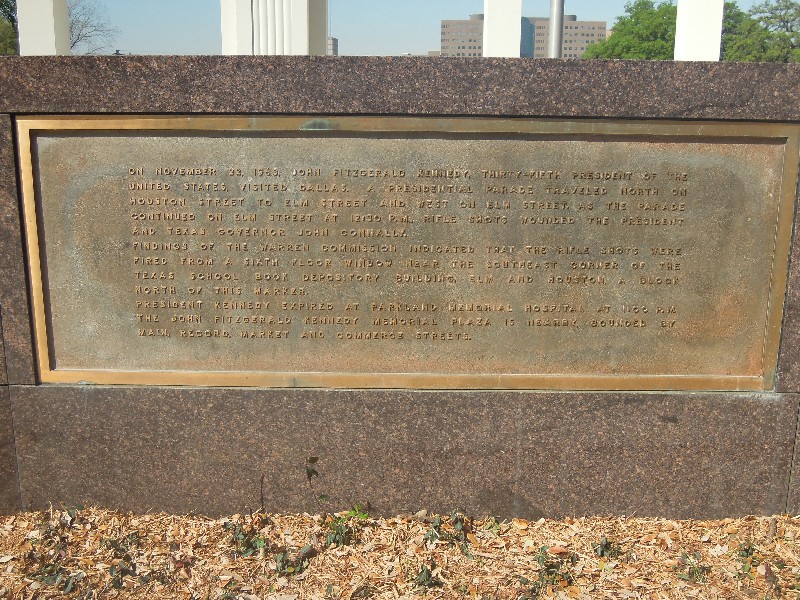 ON NOVEMBER 22, 1963, JOHN FITZGERALD KENNEDY, THIRTY-FIFTH PRESIDENT OF THE
UNITED STATES, VISITED DALLAS. A PRESIDENTIAL PARADE TRAVELED NORTH ON
HOUSTON STREET TO ELM STREET AND WEST ON ELM STREET. AS THE PARADE
CONTINUED ON ELM STREET AT 12:30 P.M. RIFLE SHOTS WOUNDED THE PRESIDENT
AND TEXAS GOVERNOR JOHN CONNALLY.
FINDINGS OF THE WARREN COMMISSION INDICATED THAT THE RIFLE SHOTS WERE
FIRED FROM A SIXTH FLOOR WINDOW NEAR THE SOUTHEAST CORNER OF THE
TEXAS SCHOOL BOOK DEPOSITORY BUILDING, ELM AND HOUSTON, A BLOCK
NORTH OF THIS MARKER.
PRESIDENT KENNEDY EXPIRED AT PARKLAND MEMORIAL HOSPITAL AT 1:00 P.M.
THE JOHN FITZGERALD KENNEDY MEMORIAL PLAZA IS NEARBY, BOUNDED BY
MAIN, RECORD, MARKET AND COMMERCE STREETS.